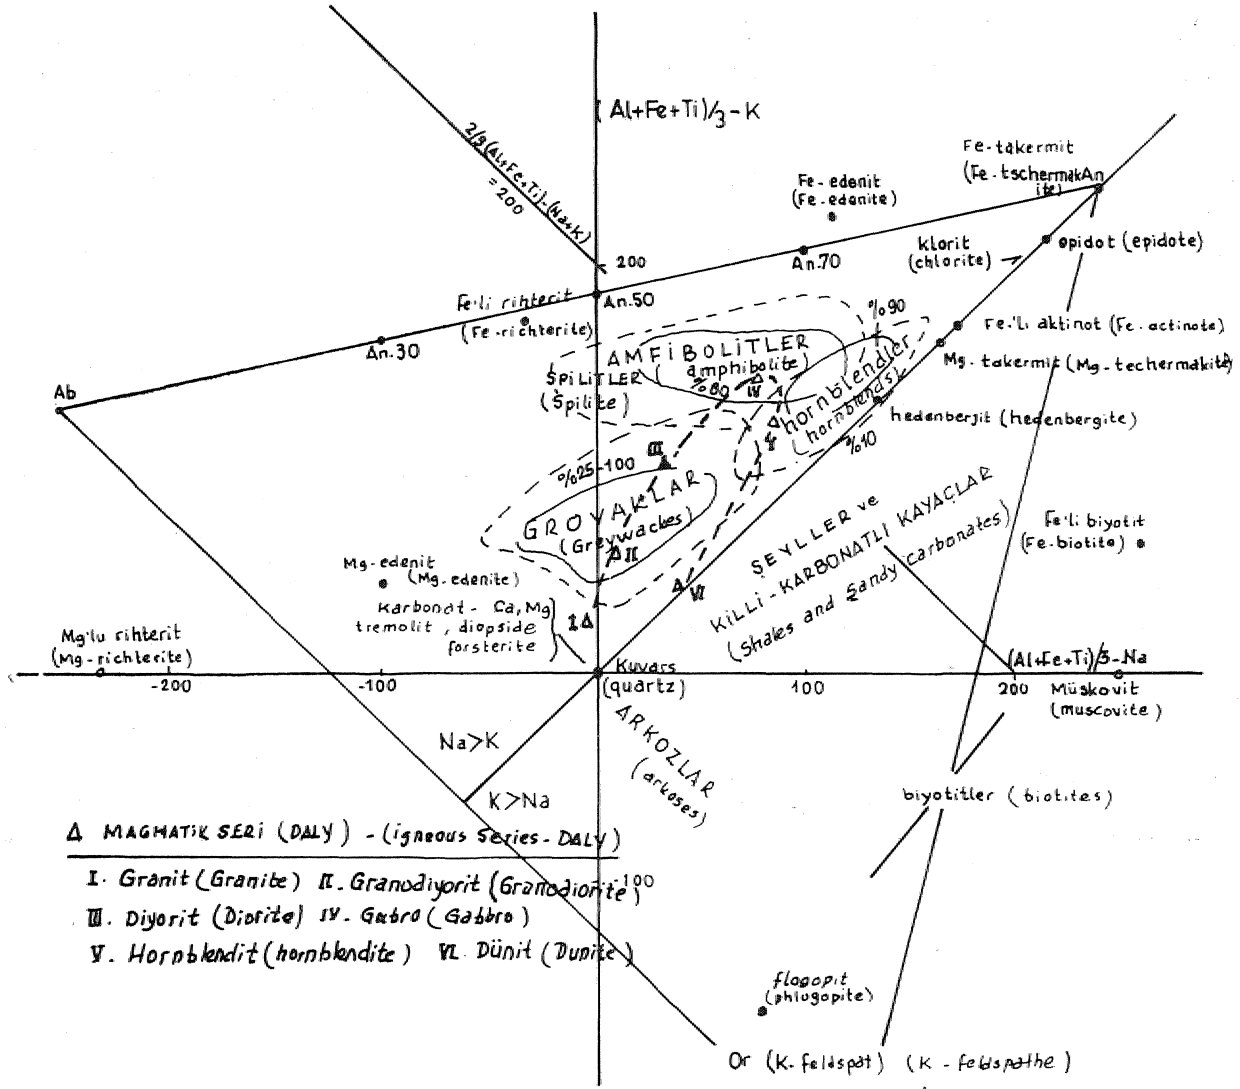 (Al+Fe+Ti)/3-K
2/3(Al+Fe+Ti)-(Na+K)
= 200
Fe-takermit
(Fe-tschermak An
ite)
Fe-edenit
(Fe-edenite)
klorit
(chlorite)
epidot (epidote)
200
An.70
An.50
Fe'li rihterit
(Fe-richterite)
An.30
Ab
%90
Fe'li aktinot (Fe-actinote)
Mg-takermit (Mg-techermakite)
AMFİBOLİTLER
(amphibolite)
SPİLİTLER
(Spilite)
%80
IV
hornblendler
(hornblends)
hedenberjit (hedenbergite)
%10
V
III
%25-100
GROVAKLAR
(Greywackes)
II
ŞEYLLER ve
KİLLİ-KARBONATLI KAYAÇLAR
(Shales and Sandy carbonates)
Fe'li biyotit
(Fe-biotite)
Mg-edenit
(Mg-edenite)
VI
Karbonat - Ca, Mg
tremolit, diopside
forsterite
I
Mg'lu rihterit
(Mg-richterite)
(Al+Fe+Ti)/3-Na
Kuvars
(quartz)
-200
-100
100
200
Müskovit
(muscovite)
ARKOZLAR
(arkoses)
Na>K
K>Na
biyotitler (biotites)
Δ MAGMATİK SERİ (DALY) - (igneous Series-DALY)
I. Granit (Granite) II. Granodiyorit (Granodiorite)
-100
III. Diyorit (Diorite) IV- Gabro (Gabbro)
V. Hornblendit (hornblendite) VI. Dünit (Dunite)
flogopit
(phlogopite)
Or (K-feldspat) (K-feldspathe)